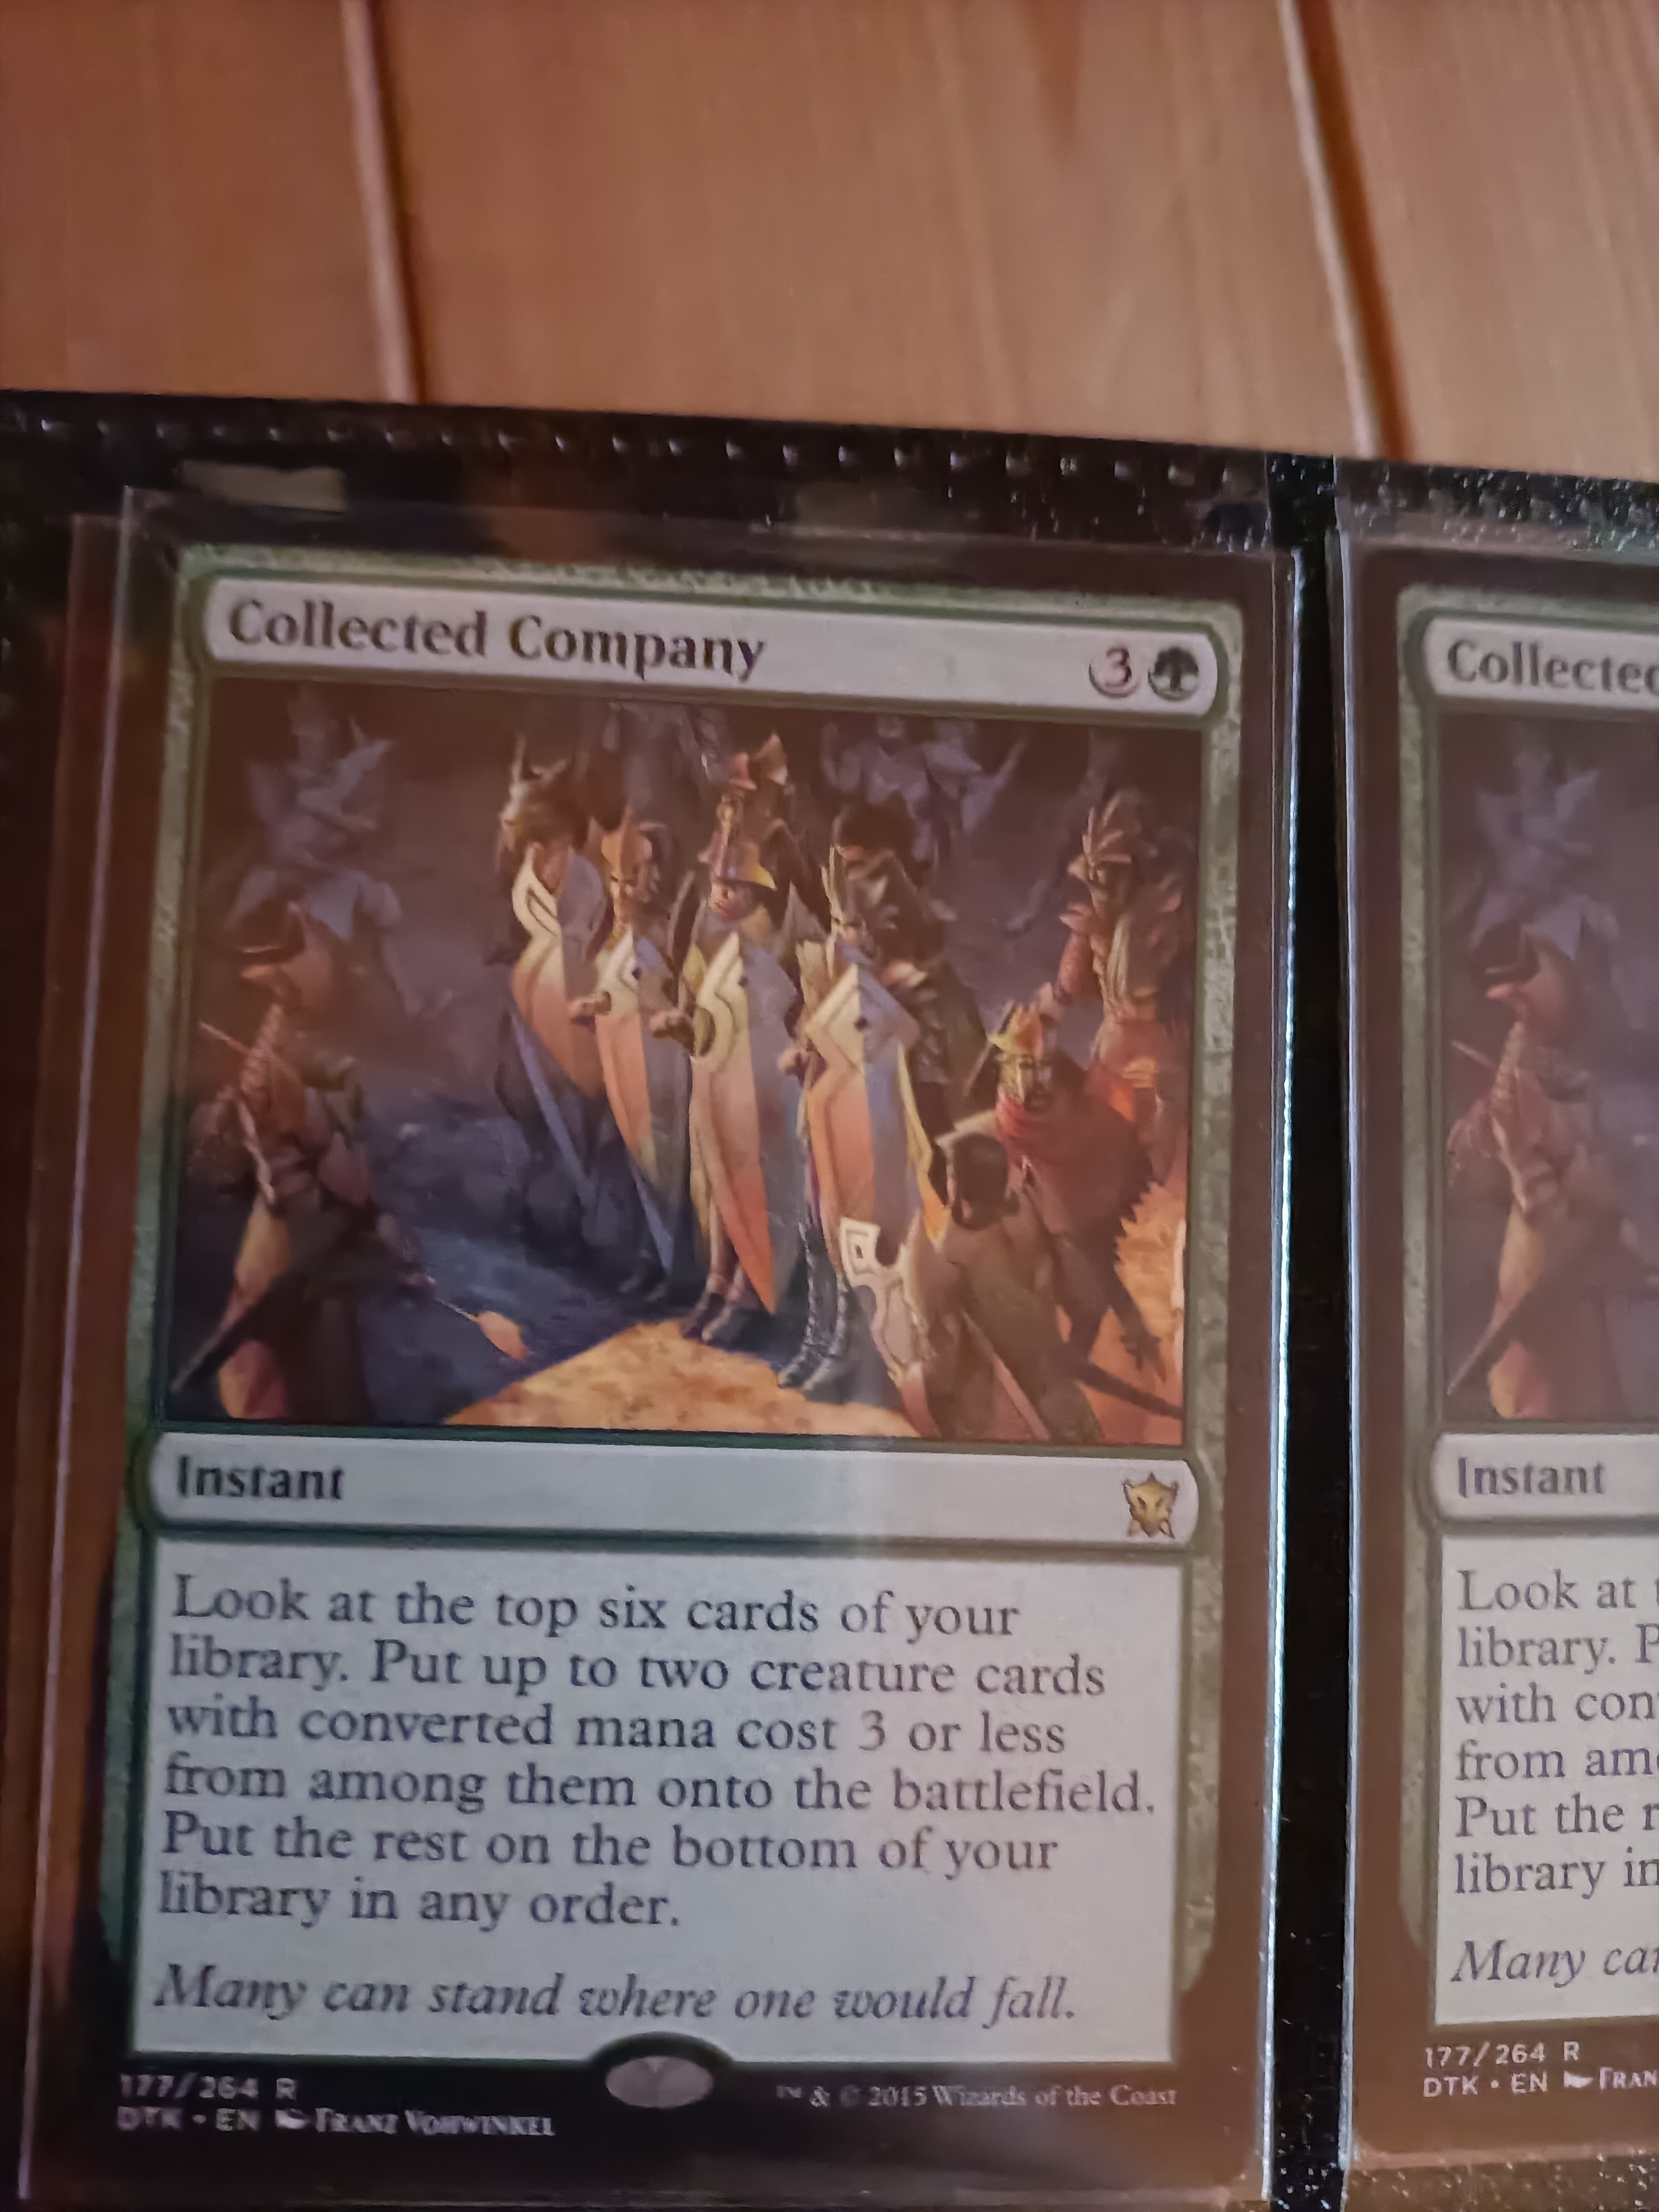 Collected Company 3
Instant
Look at the top six cards of your
library. Put up to two creature cards
with converted mana cost 3 or less
from among them onto the battlefield.
Put the rest on the bottom of your
library in any order.
Many can stand where one would fall.
177/264 R
DTK • EN Franz Vohwinkel
™ & © 2015 Wizards of the Coast
Collected
Instant
Look at
library.
with
from
Put the
library in
Many
177/264 R
DTK • EN